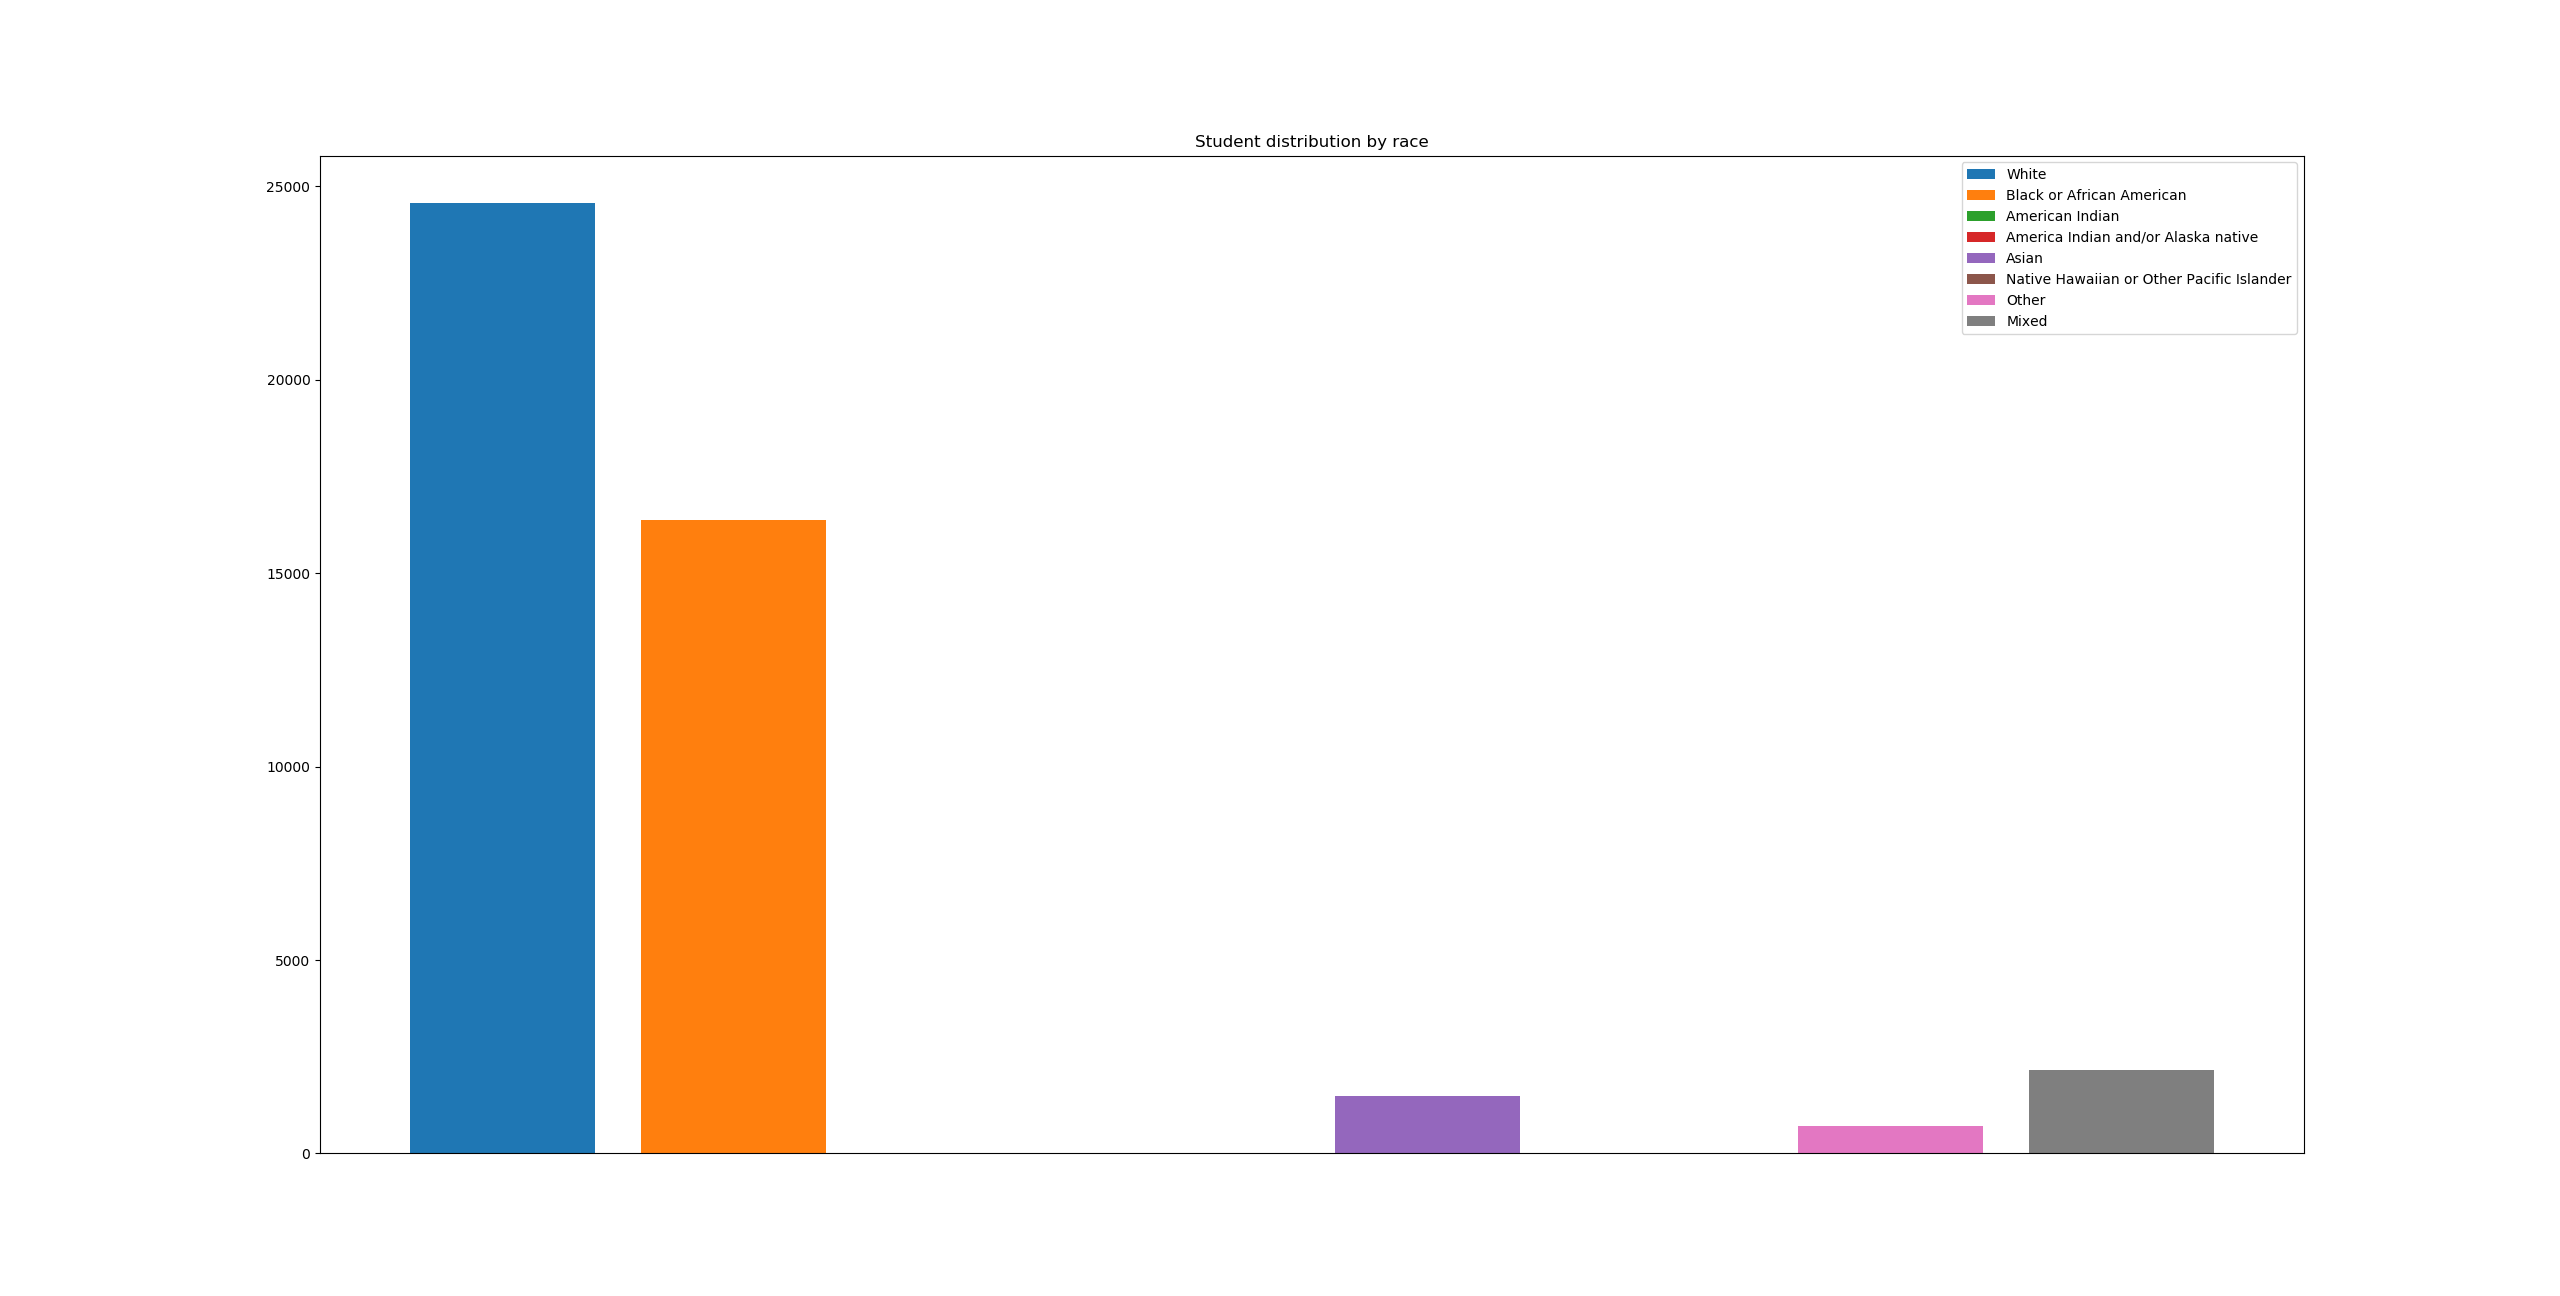 Student distribution by race
25000
20000
15000
10000
5000
0
White
Black or African American
American Indian
America Indian and/or Alaska native
Asian
Native Hawaiian or Other Pacific Islander
Other
Mixed